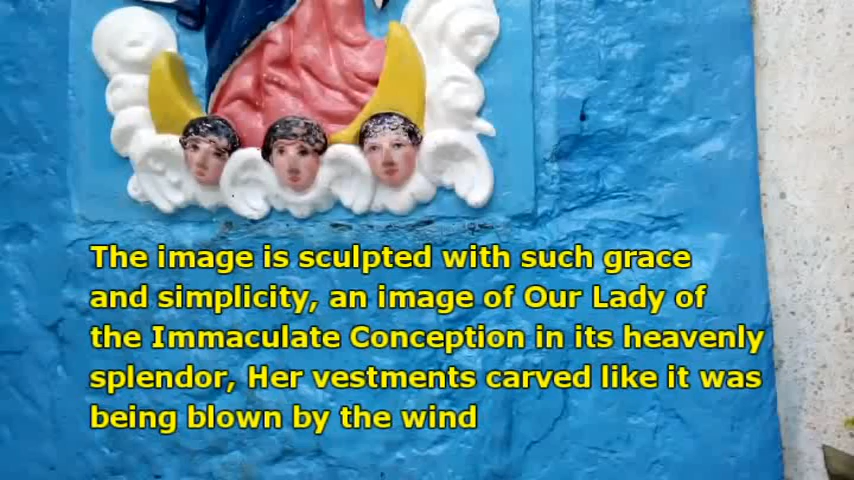 The image is sculpted with such grace
and simplicity, an image of Our Lady of
the Immaculate Conception in its heavenly
splendor, Her vestments carved like it was
being blown by the wind